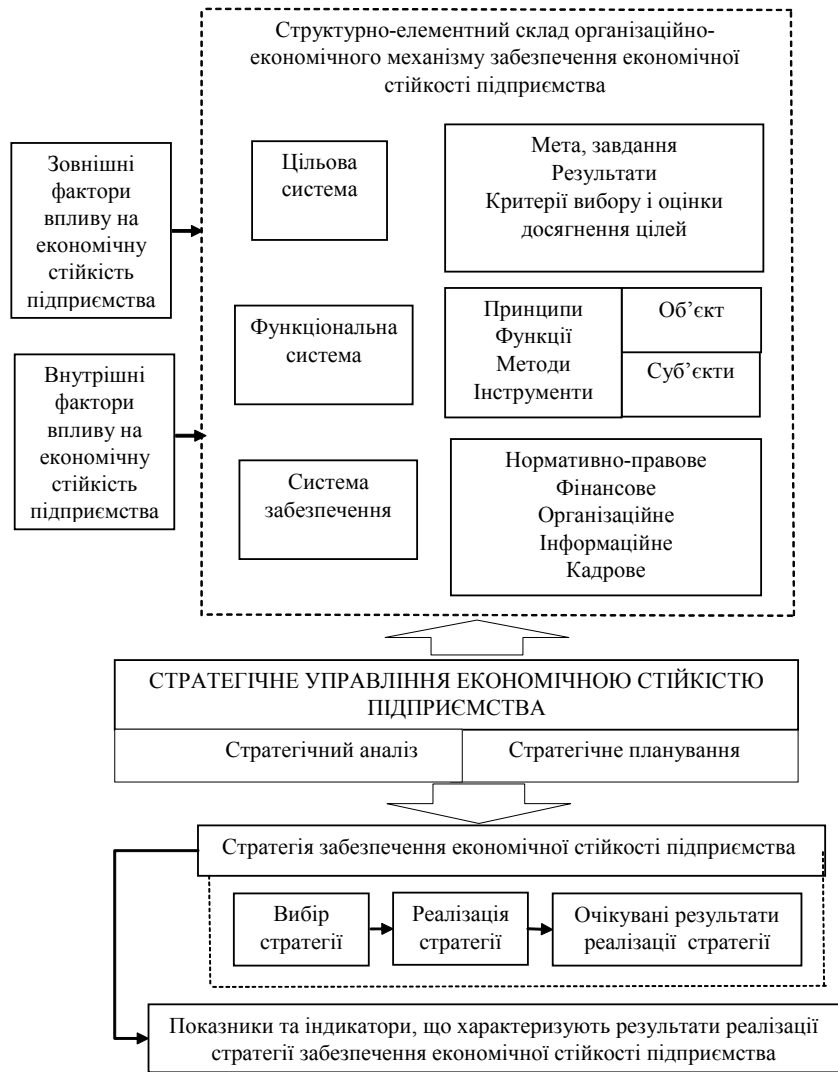 Структурно-елементний склад організаційно-
економічного механізму забезпечення економічної
стійкості підприємства
Зовнішні
фактори
впливу на
економічну
стійкість
підприємства
Цільова
система
Мета, завдання
Результати
Критерії вибору і оцінки
досягнення цілей
Функціональна
система
Принципи
Функції
Методи
Інструменти
Об’єкт
Суб’єкти
Внутрішні
фактори
впливу на
економічну
стійкість
підприємства
Система
забезпечення
Нормативно-правове
Фінансове
Організаційне
Інформаційне
Кадрове
СТРАТЕГІЧНЕ УПРАВЛІННЯ ЕКОНОМІЧНОЮ СТІЙКІСТЮ
ПІДПРИЄМСТВА
Стратегічний аналіз
Стратегічне планування
Стратегія забезпечення економічної стійкості підприємства
Вибір
стратегії
Реалізація
стратегії
Очікувані результати
реалізації стратегії
Показники та індикатори, що характеризують результати реалізації
стратегії забезпечення економічної стійкості підприємства